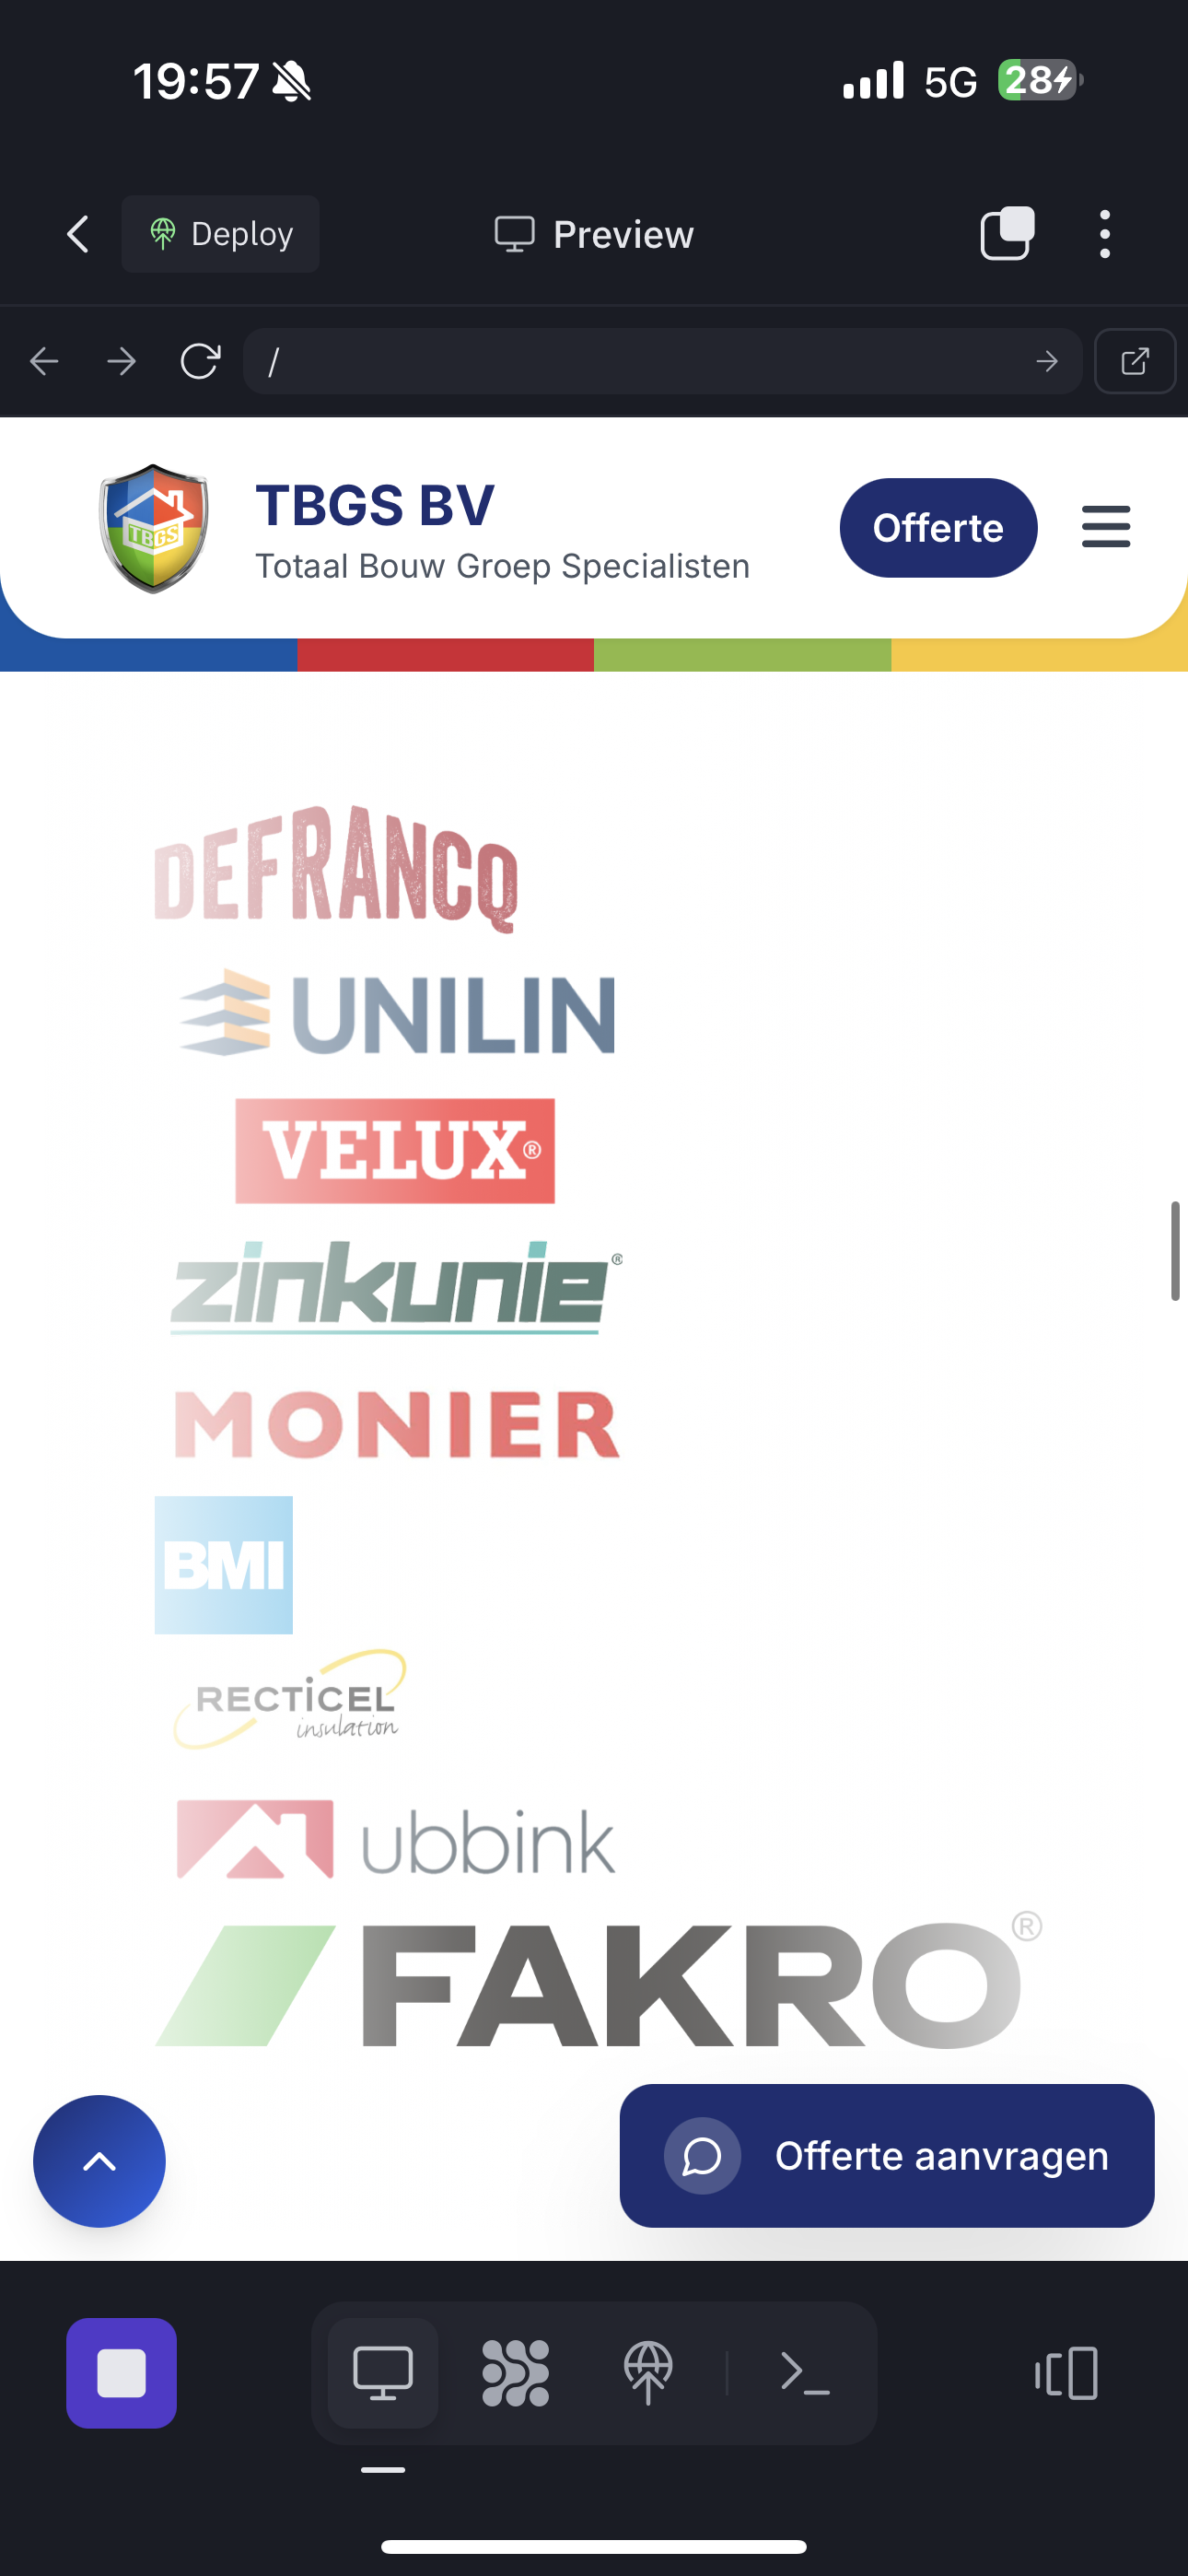 19:57 5G 28
Deploy Preview
/
TBGS
TBGS BV
Totaal Bouw Groep Specialisten
Offerte
DEFRANCQ
UNILIN
VELUX®
zinkunie®
MONIER
BMI
RECTICEL
insulation
ubbink
FAKRO®
Offerte aanvragen